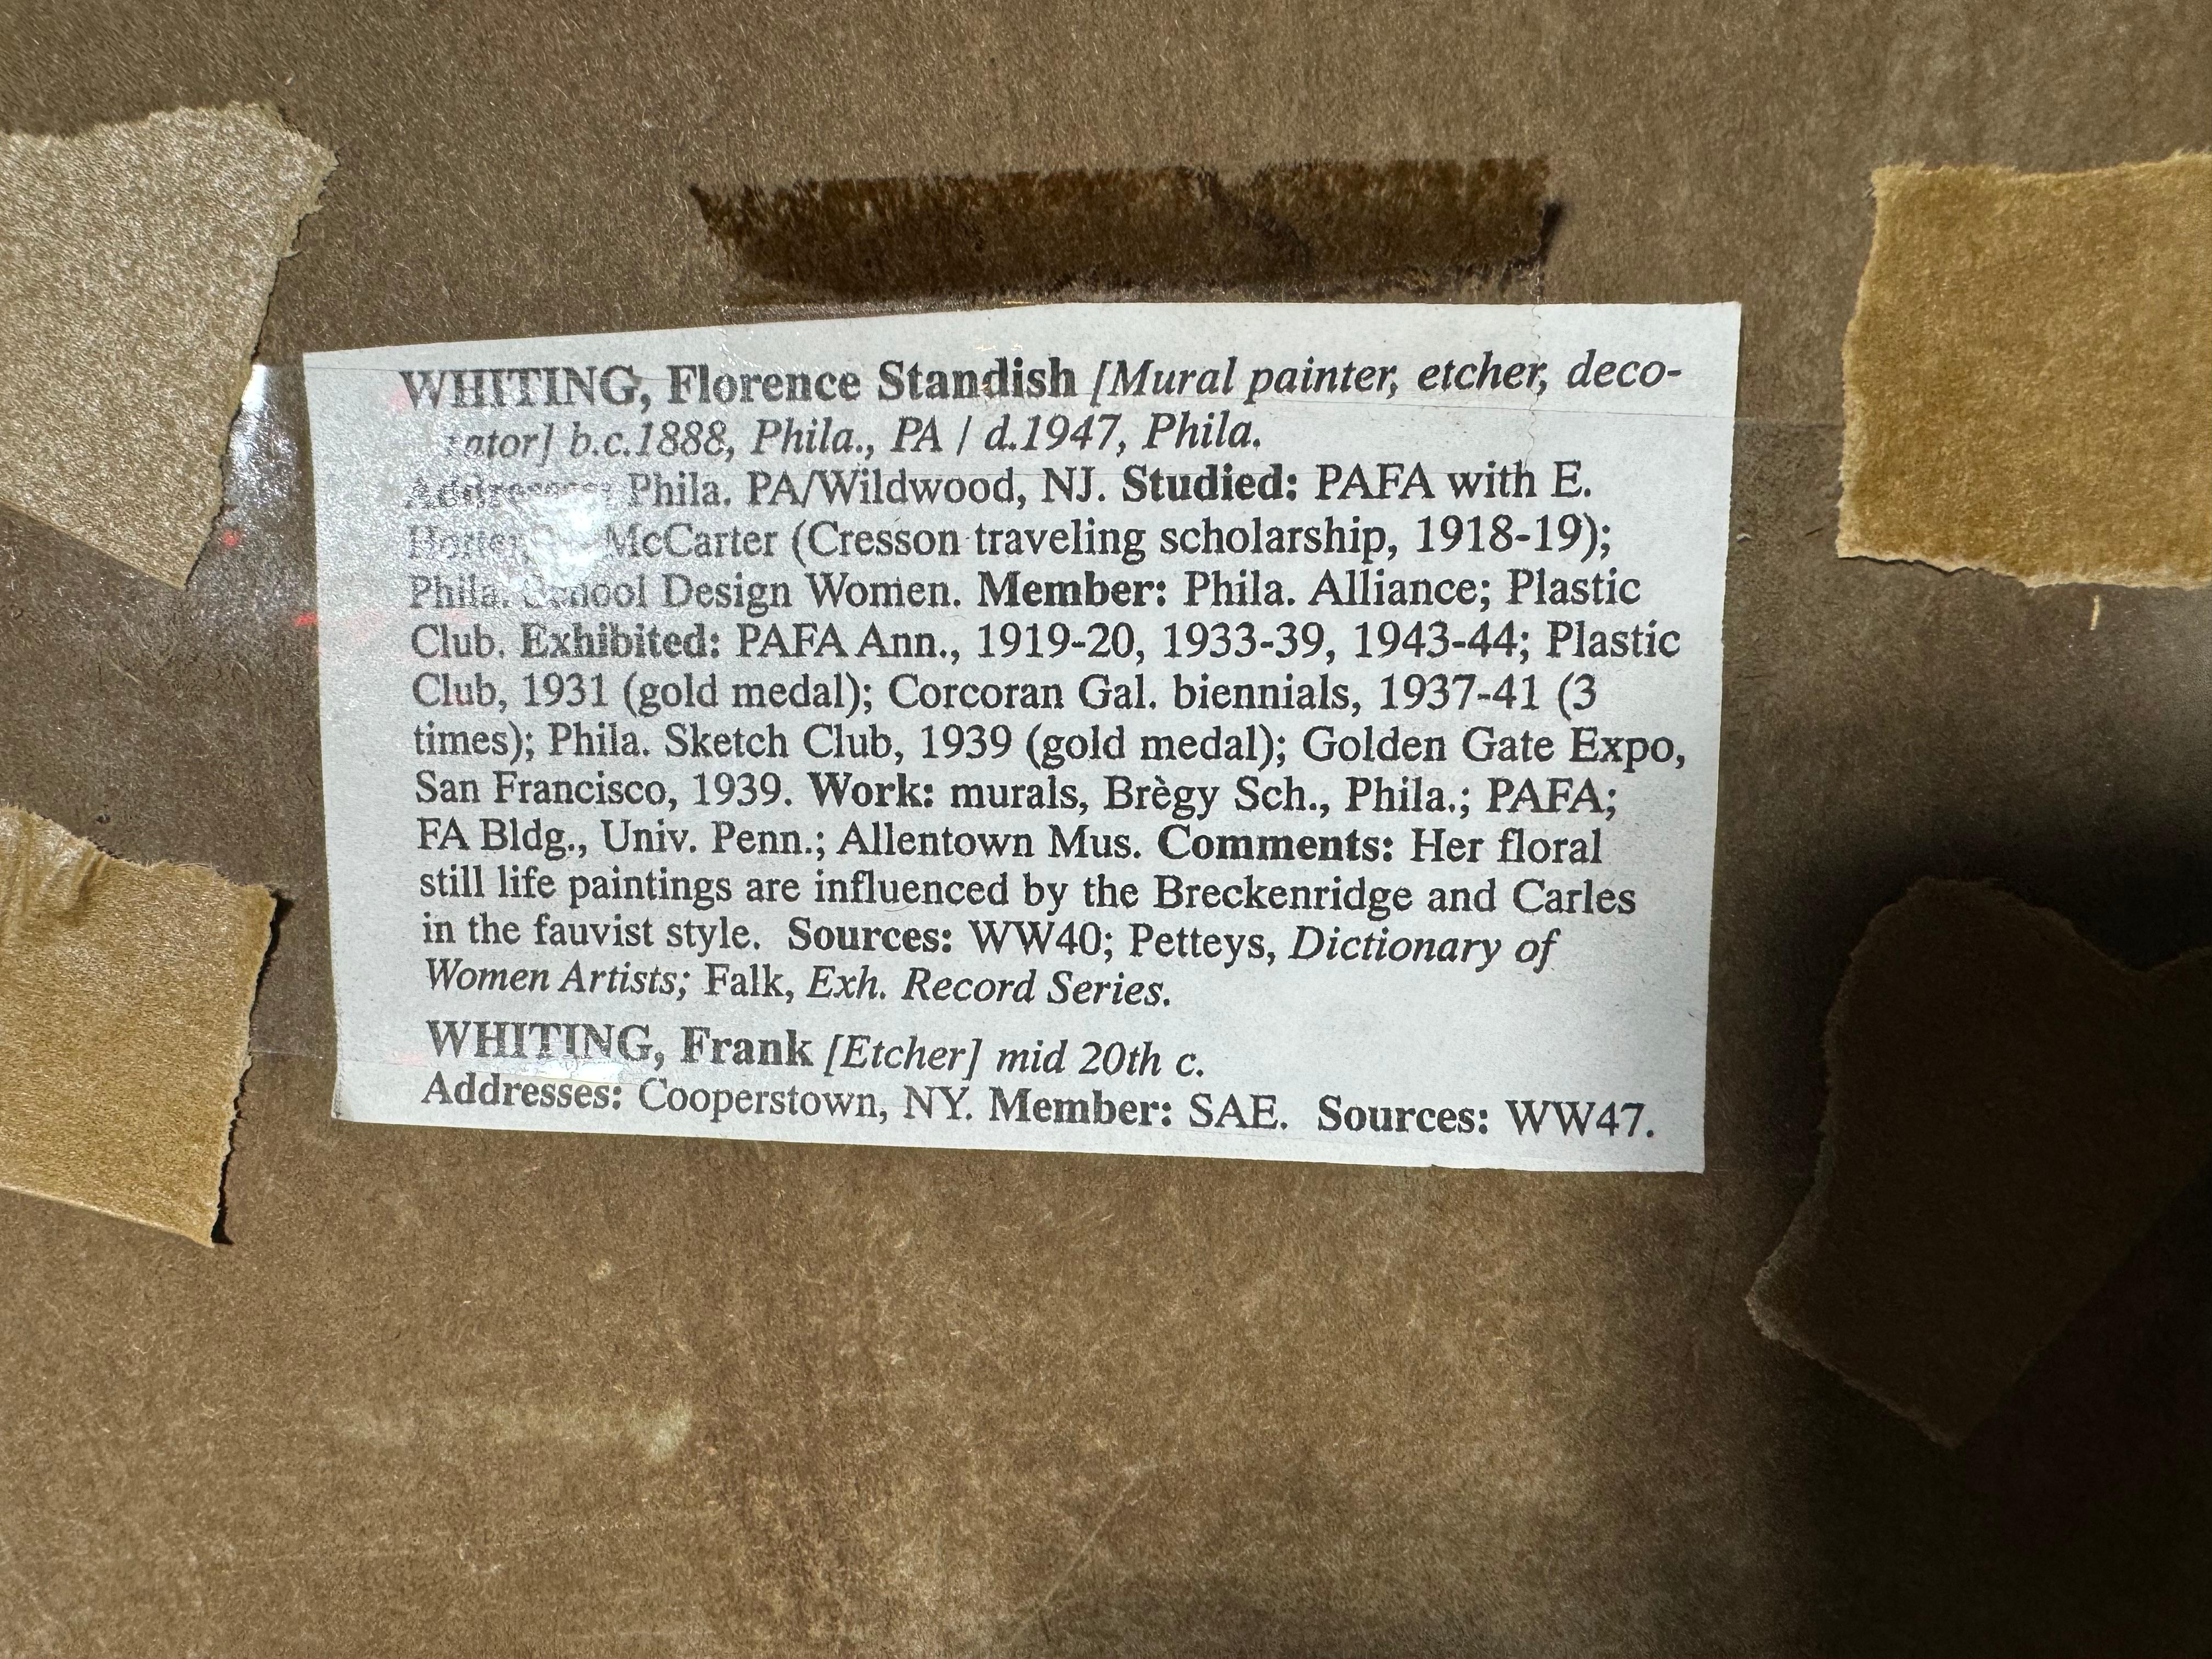 WHITING, Florence Standish [Mural painter, etcher, deco-
rator] b.c.1888, Phila., PA / d.1947, Phila.
Addresses: Phila. PA/Wildwood, NJ. Studied: PAFA with E.
Horter, McCarter (Cresson traveling scholarship, 1918-19);
Phila. School Design Women. Member: Phila. Alliance; Plastic
Club. Exhibited: PAFA Ann., 1919-20, 1933-39, 1943-44; Plastic
Club, 1931 (gold medal); Corcoran Gal. biennials, 1937-41 (3
times); Phila. Sketch Club, 1939 (gold medal); Golden Gate Expo,
San Francisco, 1939. Work: murals, Brègy Sch., Phila.; PAFA;
FA Bldg., Univ. Penn.; Allentown Mus. Comments: Her floral
still life paintings are influenced by the Breckenridge and Carles
in the fauvist style. Sources: WW40; Petteys, Dictionary of
Women Artists; Falk, Exh. Record Series.
WHITING, Frank [Etcher] mid 20th c.
Addresses: Cooperstown, NY. Member: SAE. Sources: WW47.